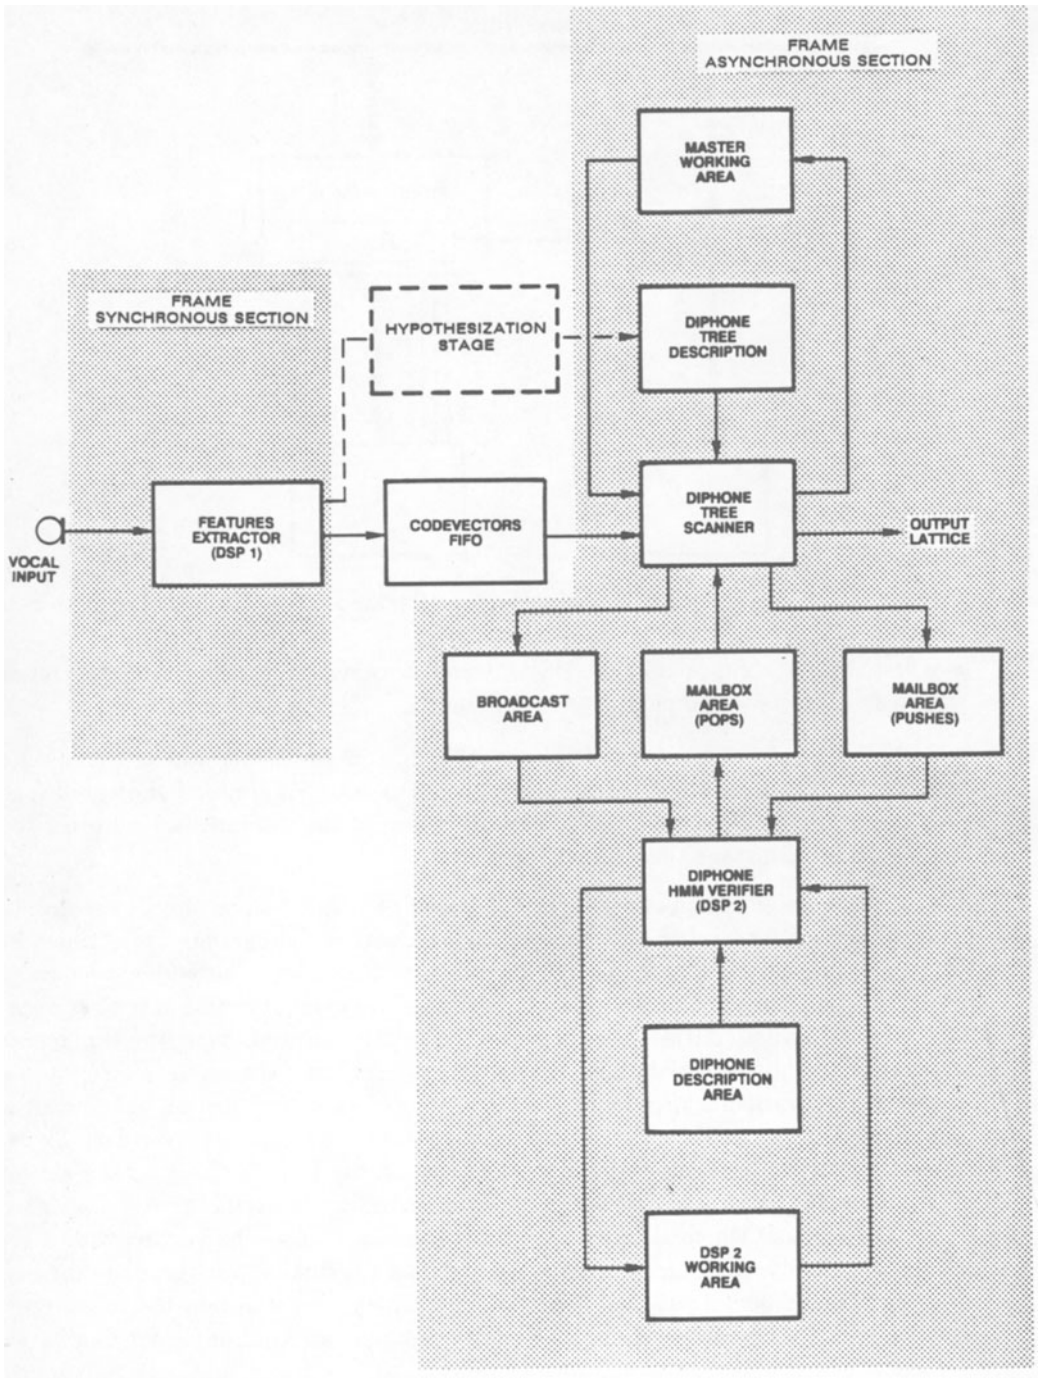 FRAME
ASYNCHRONOUS SECTION
MASTER
WORKING
AREA
FRAME
SYNCHRONOUS SECTION
HYPOTHESIZATION
STAGE
DIPHONE
TREE
DESCRIPTION
VOCAL
INPUT
FEATURES
EXTRACTOR
(DSP 1)
CODEVECTORS
FIFO
DIPHONE
TREE
SCANNER
OUTPUT
LATTICE
BROADCAST
AREA
MAILBOX
AREA
(POPS)
MAILBOX
AREA
(PUSHES)
DIPHONE
HMM VERIFIER
(DSP 2)
DIPHONE
DESCRIPTION
AREA
DSP 2
WORKING
AREA